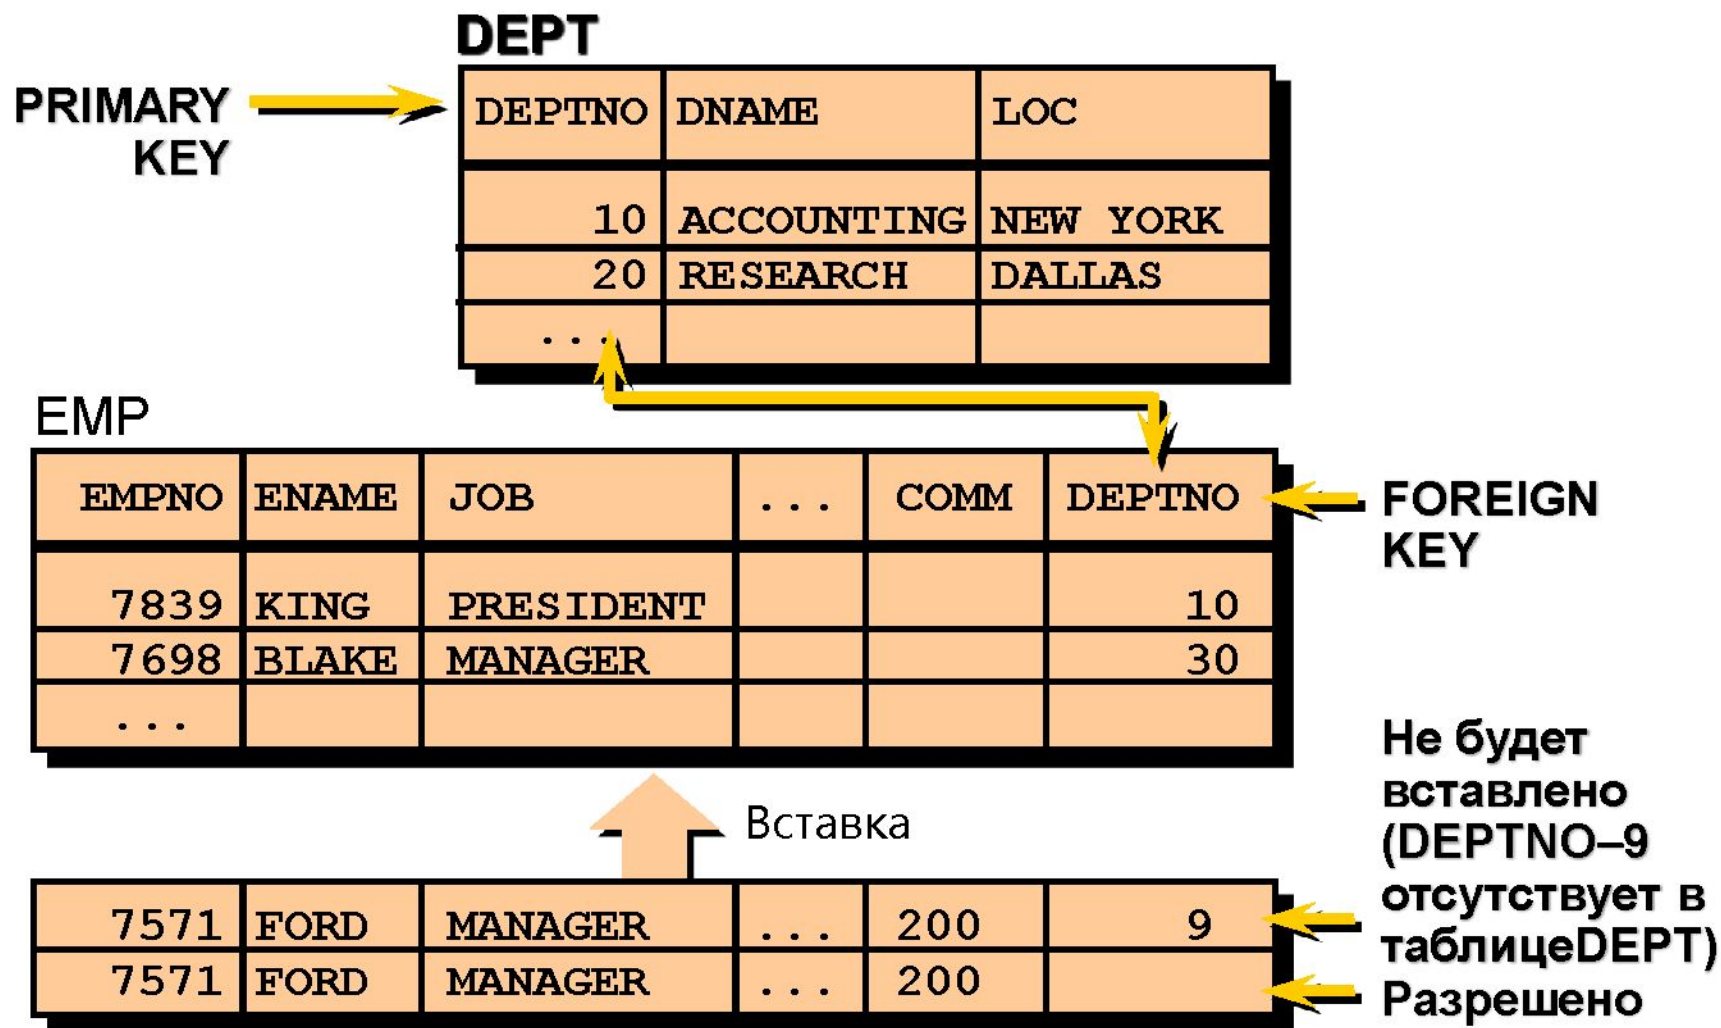 DEPT
PRIMARY
KEY
DEPTNO DNAME LOC
10 ACCOUNTING NEW YORK
20 RESEARCH DALLAS
...
EMP
EMPNO ENAME JOB ... COMM DEPTNO
FOREIGN
KEY
7839 KING PRESIDENT 10
7698 BLAKE MANAGER 30
...
Вставка
Не будет
вставлено
(DEPTNO–9
отсутствует в
таблицеDEPT)
Разрешено
7571 FORD MANAGER ... 200 9
7571 FORD MANAGER ... 200